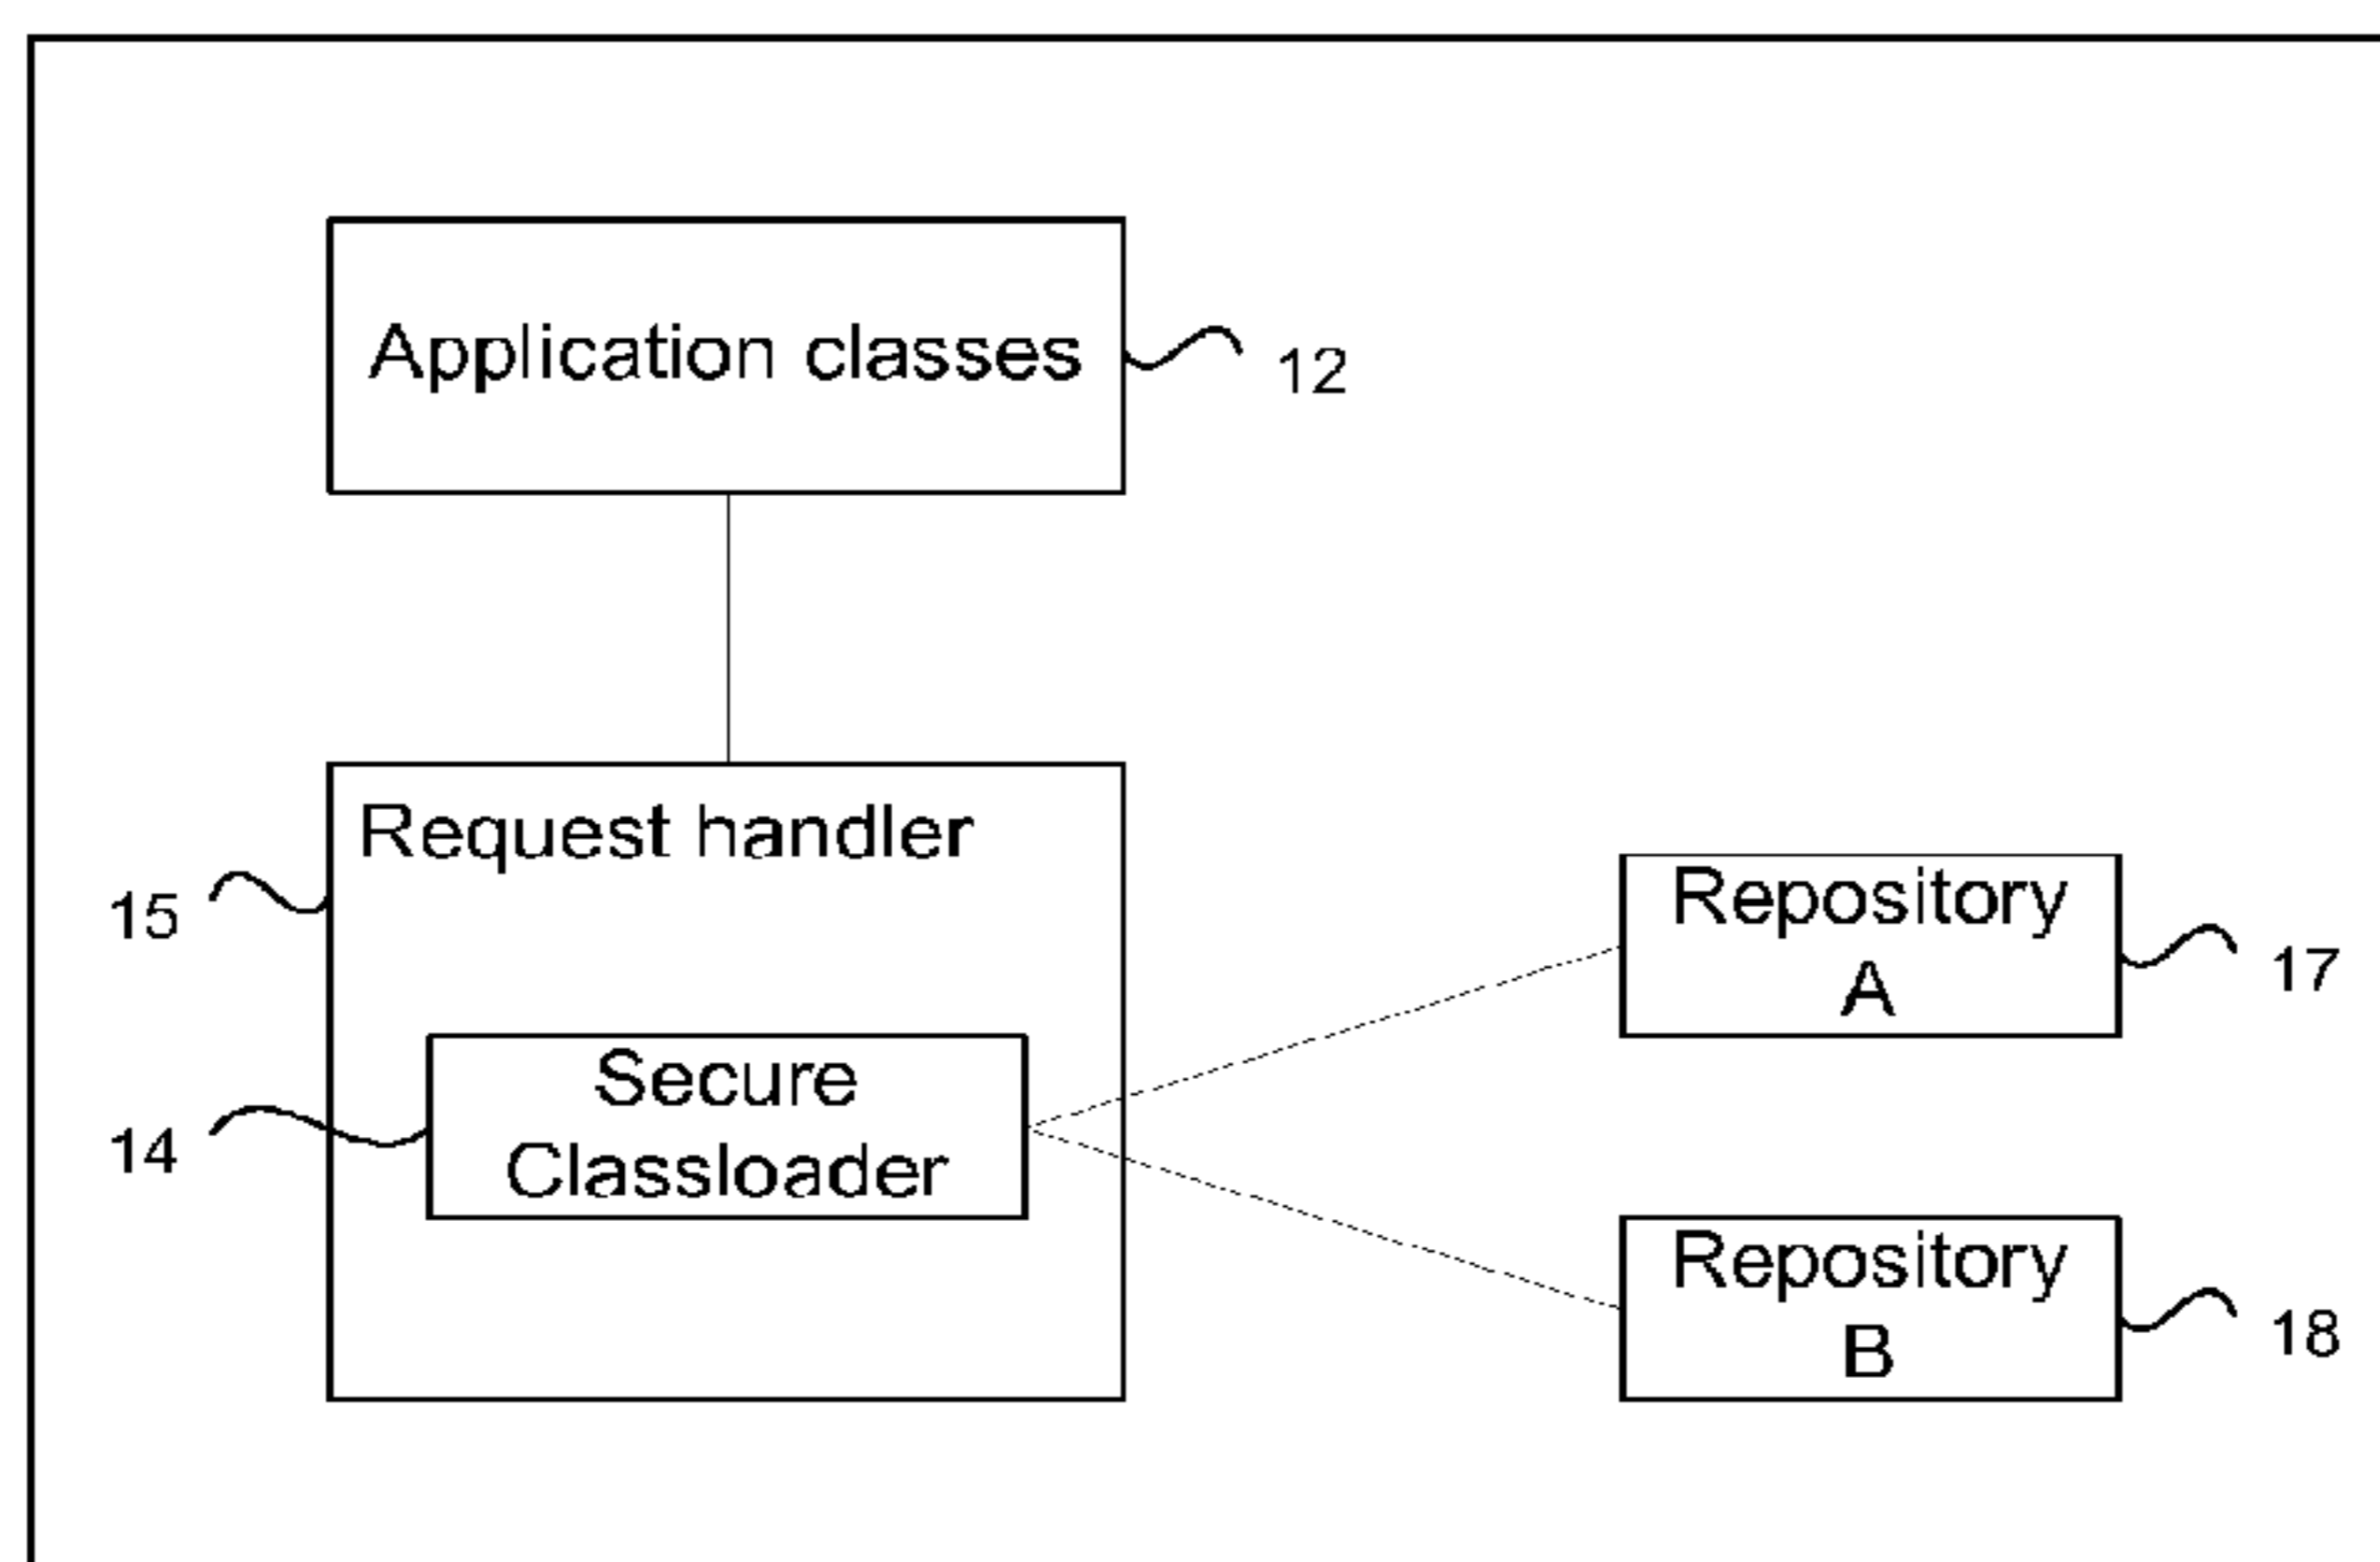 Application classes
12
Request handler
15
Repository
A
17
Secure
Classloader
14
Repository
B
18